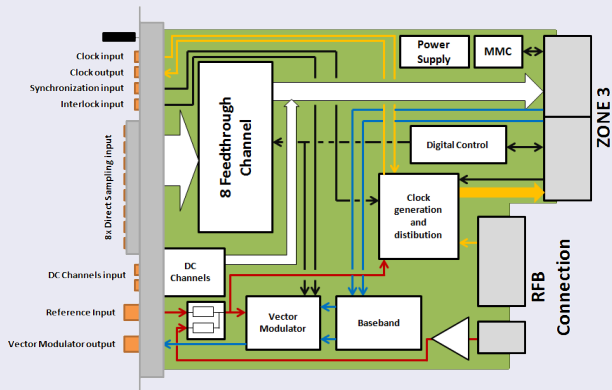 Clock input
Clock output
Synchronization input
Interlock input
8x Direct Sampling input
DC Channels input
Reference Input
Vector Modulator output
8 Feedthrough
Channel
DC
Channels
Power
Supply
MMC
Digital Control
Clock
generation
and
distibution
Vector
Modulator
Baseband
ZONE 3
RFB
Connection